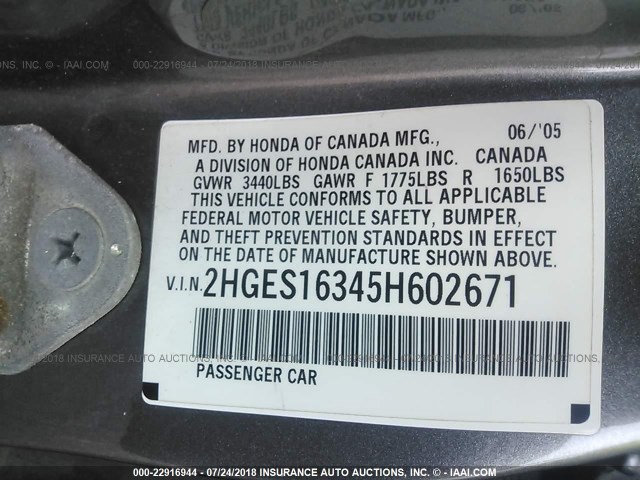 MFD. BY HONDA OF CANADA MFG., 06/'05
A DIVISION OF HONDA CANADA INC. CANADA
GVWR 3440LBS GAWR F 1775LBS R 1650LBS
THIS VEHICLE CONFORMS TO ALL APPLICABLE
FEDERAL MOTOR VEHICLE SAFETY, BUMPER,
AND THEFT PREVENTION STANDARDS IN EFFECT
ON THE DATE OF MANUFACTURE SHOWN ABOVE.
V.I.N. 2HGES16345H602671
PASSENGER CAR
000-22916944 - 07/24/2018 INSURANCE AUTO AUCTIONS, INC. - © IAAI.COM